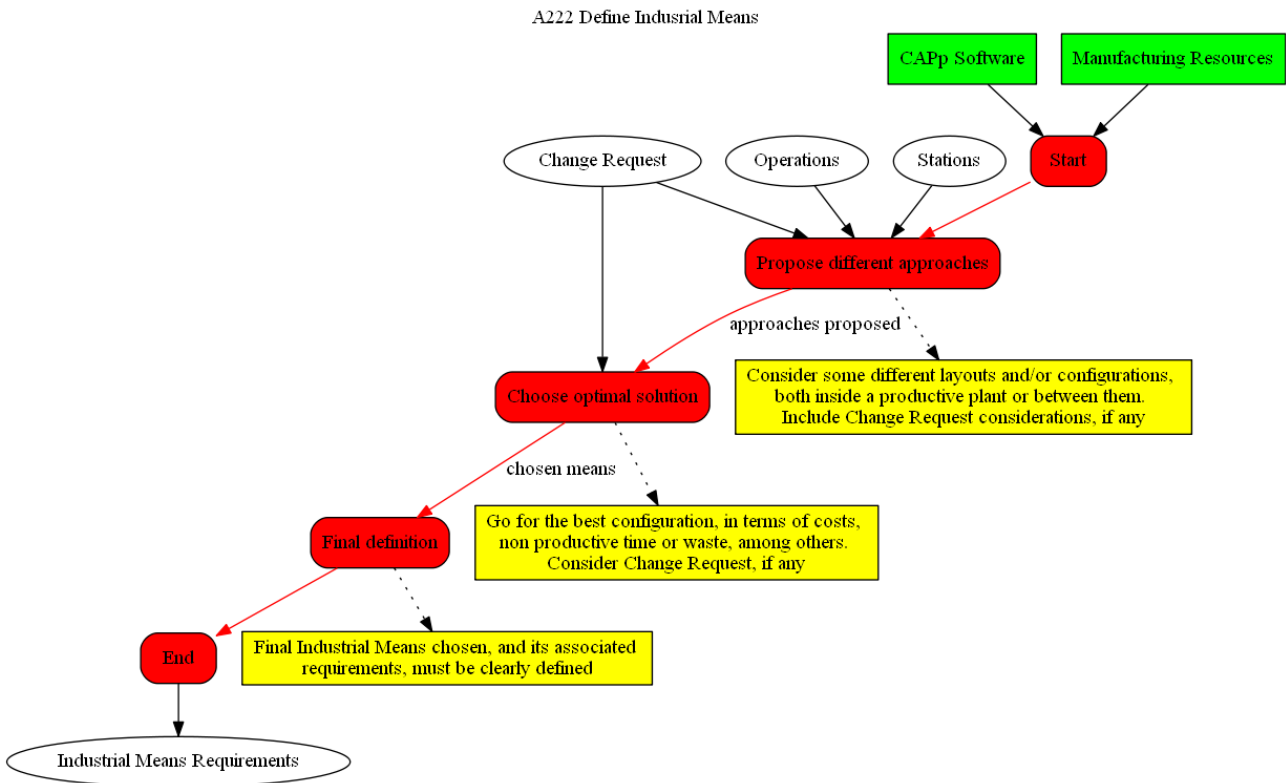 A222 Define Indusrial Means
CAPp Software
Manufacturing Resources
Change Request
Operations
Stations
Start
Propose different approaches
approaches proposed
Choose optimal solution
Consider some different layouts and/or configurations,
both inside a productive plant or between them.
Include Change Request considerations, if any
chosen means
Final definition
Go for the best configuration, in terms of costs,
non productive time or waste, among others.
Consider Change Request, if any
End
Final Industrial Means chosen, and its associated
requirements, must be clearly defined
Industrial Means Requirements